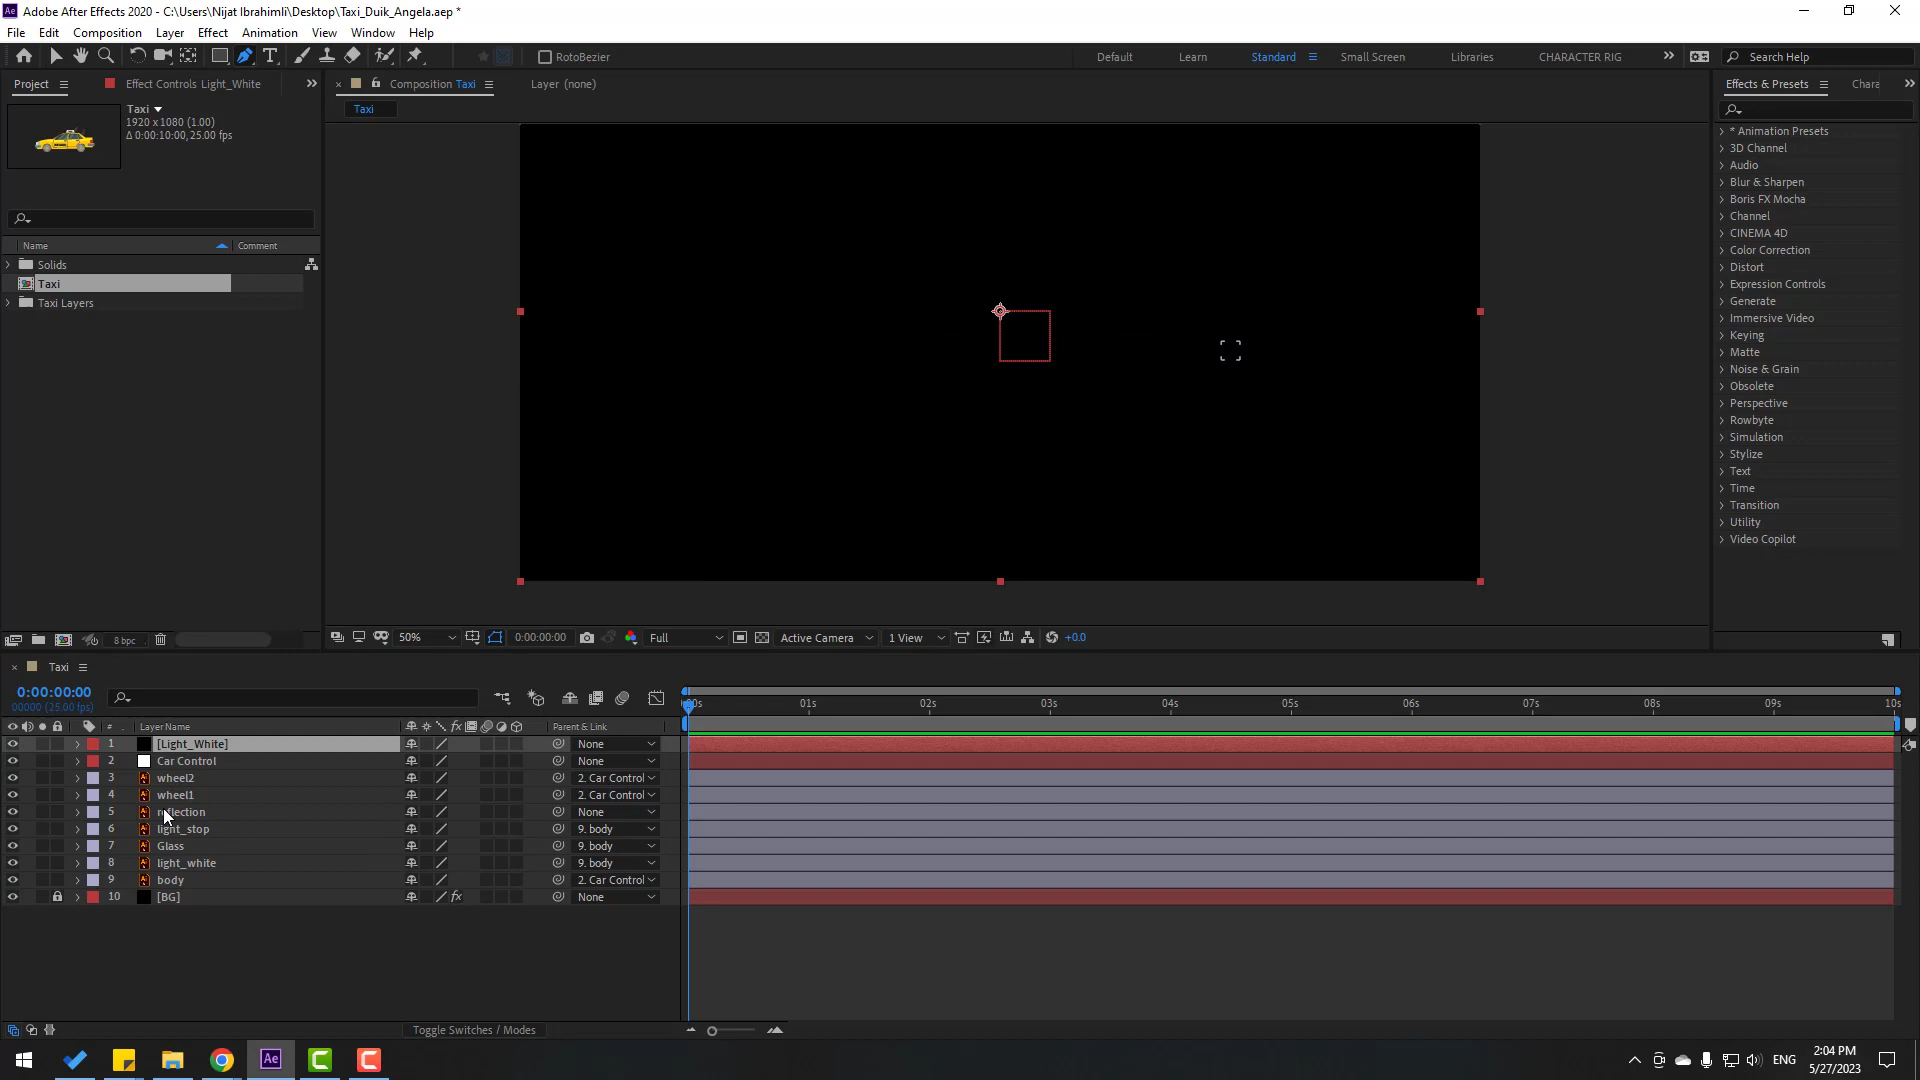 Adobe After Effects 2020 - C:\Users\Nijat Ibrahimli\Desktop\Taxi_Duik_Angela.aep *
File Edit Composition Layer Effect Animation View Window Help
RotoBezier
Default Learn Standard Small Screen Libraries CHARACTER RIG Search Help
Project Effect Controls Light_White
Composition Taxi Layer (none)
Effects & Presets Chara
Taxi
1920 x 1080 (1.00)
Δ 0:00:10:00, 25.00 fps
Taxi
Name Comment
Solids
Taxi
Taxi Layers
* Animation Presets
3D Channel
Audio
Blur & Sharpen
Boris FX Mocha
Channel
CINEMA 4D
Color Correction
Distort
Expression Controls
Generate
Immersive Video
Keying
Matte
Noise & Grain
Obsolete
Perspective
Rowbyte
Simulation
Stylize
Text
Time
Transition
Utility
Video Copilot
8 bpc
50% 0:00:00:00 Full Active Camera 1 View +0.0
Taxi
0:00:00:00
00000 (25.00 fps)
:00s 01s 02s 03s 04s 05s 06s 07s 08s 09s 10s
# Layer Name fx Parent & Link
1 [Light_White] None
2 Car Control None
3 wheel2 2. Car Control
4 wheel1 2. Car Control
5 reflection None
6 light_stop 9. body
7 Glass 9. body
8 light_white 9. body
9 body 2. Car Control
10 [BG] fx None
Toggle Switches / Modes
Ae
ENG
2:04 PM
5/27/2023